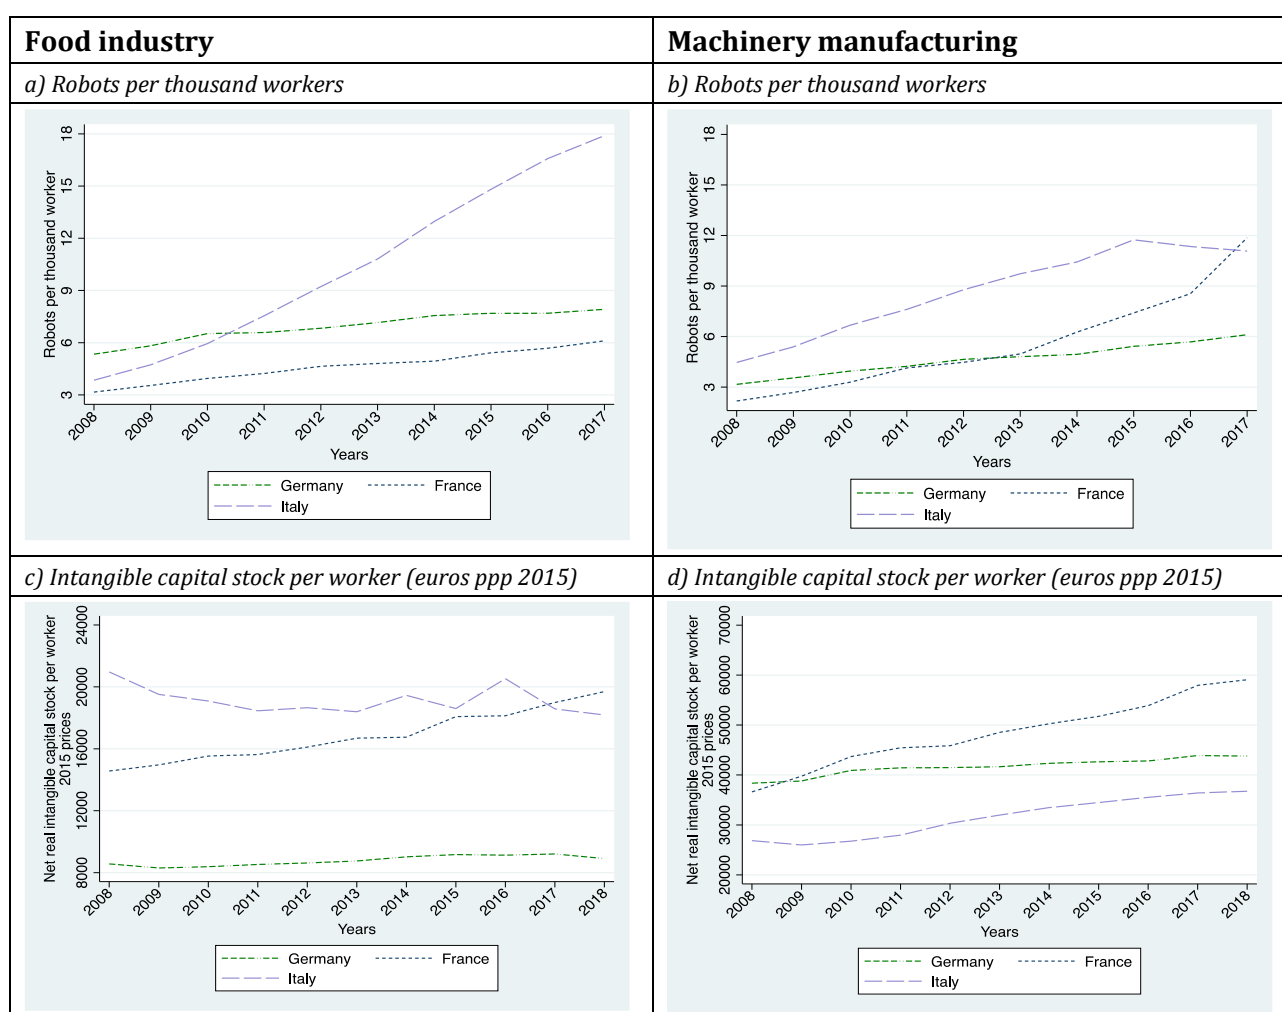 Food industry
Machinery manufacturing
a) Robots per thousand workers
b) Robots per thousand workers
Robots per thousand worker
18
15
12
9
6
3
2008
2009
2010
2011
2012
2013
2014
2015
2016
2017
Years
Germany
France
Italy
Robots per thousand worker
18
15
12
9
6
3
2008
2009
2010
2011
2012
2013
2014
2015
2016
2017
Years
Germany
France
Italy
c) Intangible capital stock per worker (euros ppp 2015)
d) Intangible capital stock per worker (euros ppp 2015)
Net real intangible capital stock per worker
2015 prices
24000
20000
16000
12000
8000
2008
2009
2010
2011
2012
2013
2014
2015
2016
2017
2018
Years
Germany
France
Italy
Net real intangible capital stock per worker
2015 prices
70000
60000
50000
40000
30000
20000
2008
2009
2010
2011
2012
2013
2014
2015
2016
2017
2018
Years
Germany
France
Italy